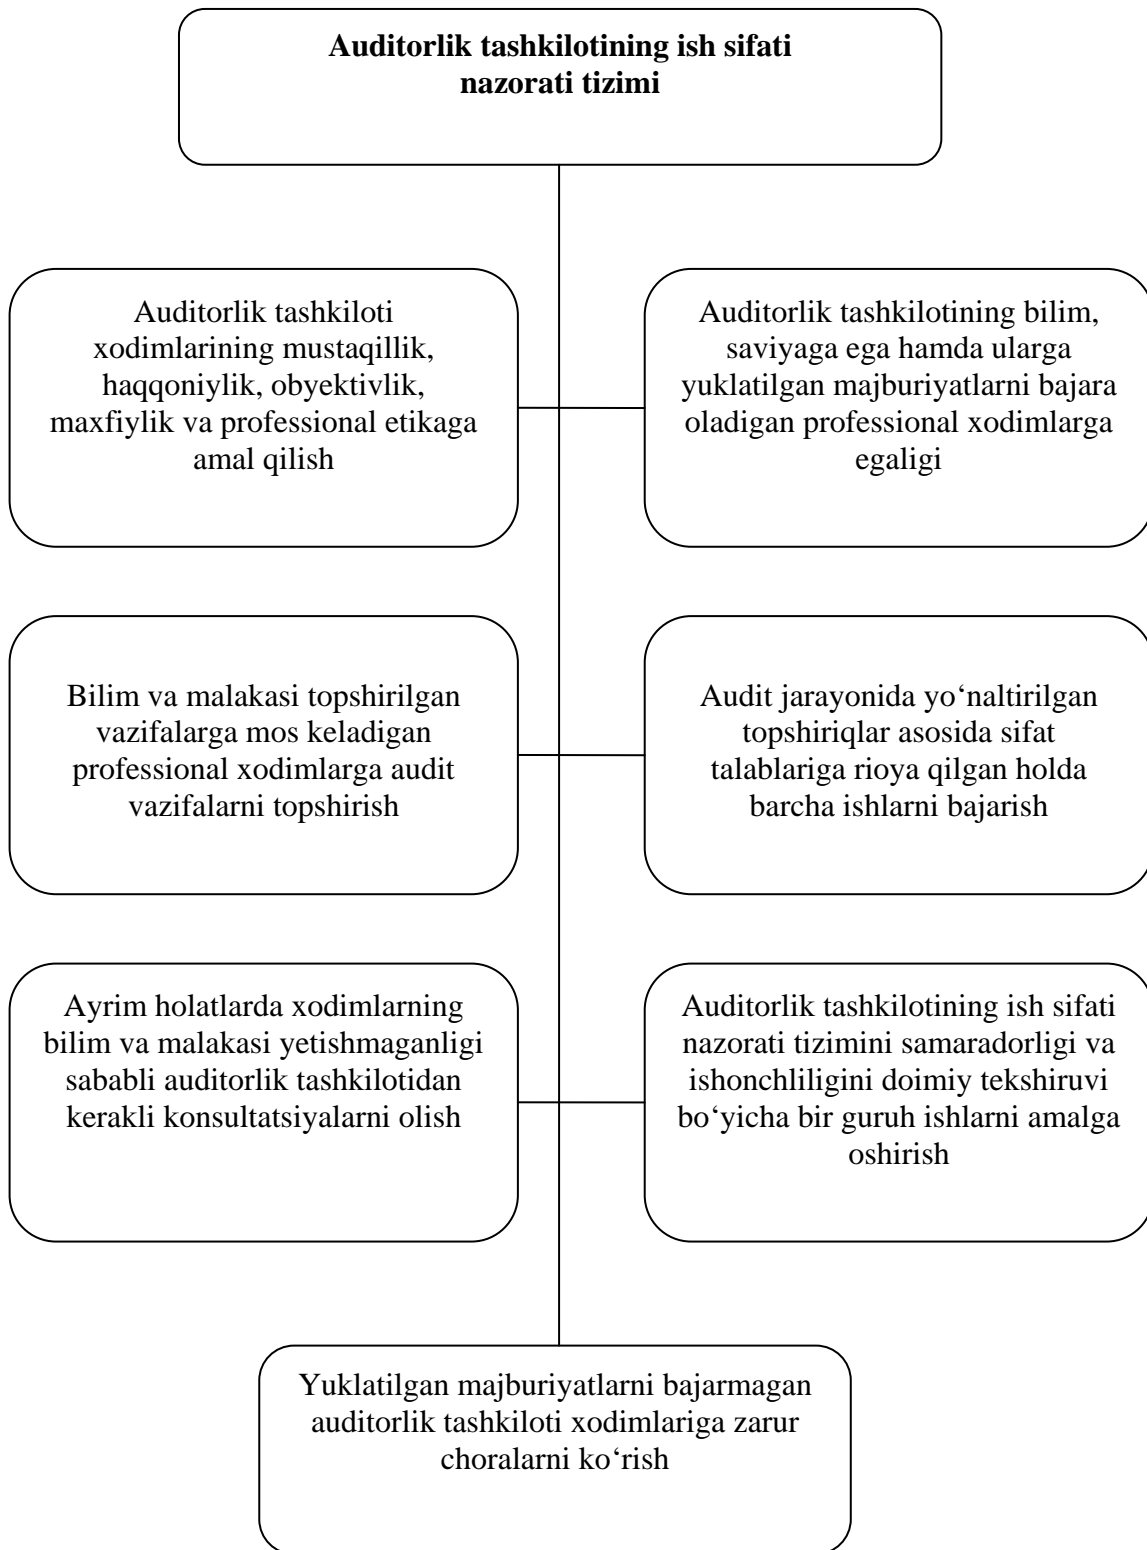 Auditorlik tashkilotining ish sifati
nazorati tizimi
Auditorlik tashkiloti
xodimlarining mustaqillik,
haqqoniylik, obyektivlik,
maxfiylik va professional etikaga
amal qilish
Auditorlik tashkilotining bilim,
saviyaga ega hamda ularga
yuklatilgan majburiyatlarni bajara
oladigan professional xodimlarga
egaligi
Bilim va malakasi topshirilgan
vazifalarga mos keladigan
professional xodimlarga audit
vazifalarni topshirish
Audit jarayonida yo‘naltirilgan
topshiriqlar asosida sifat
talablariga rioya qilgan holda
barcha ishlarni bajarish
Ayrim holatlarda xodimlarning
bilim va malakasi yetishmaganligi
sababli auditorlik tashkilotidan
kerakli konsultatsiyalarni olish
Auditorlik tashkilotining ish sifati
nazorati tizimini samaradorligi va
ishonchliligini doimiy tekshiruvi
bo‘yicha bir guruh ishlarni amalga
oshirish
Yuklatilgan majburiyatlarni bajarmagan
auditorlik tashkiloti xodimlariga zarur
choralarni ko‘rish